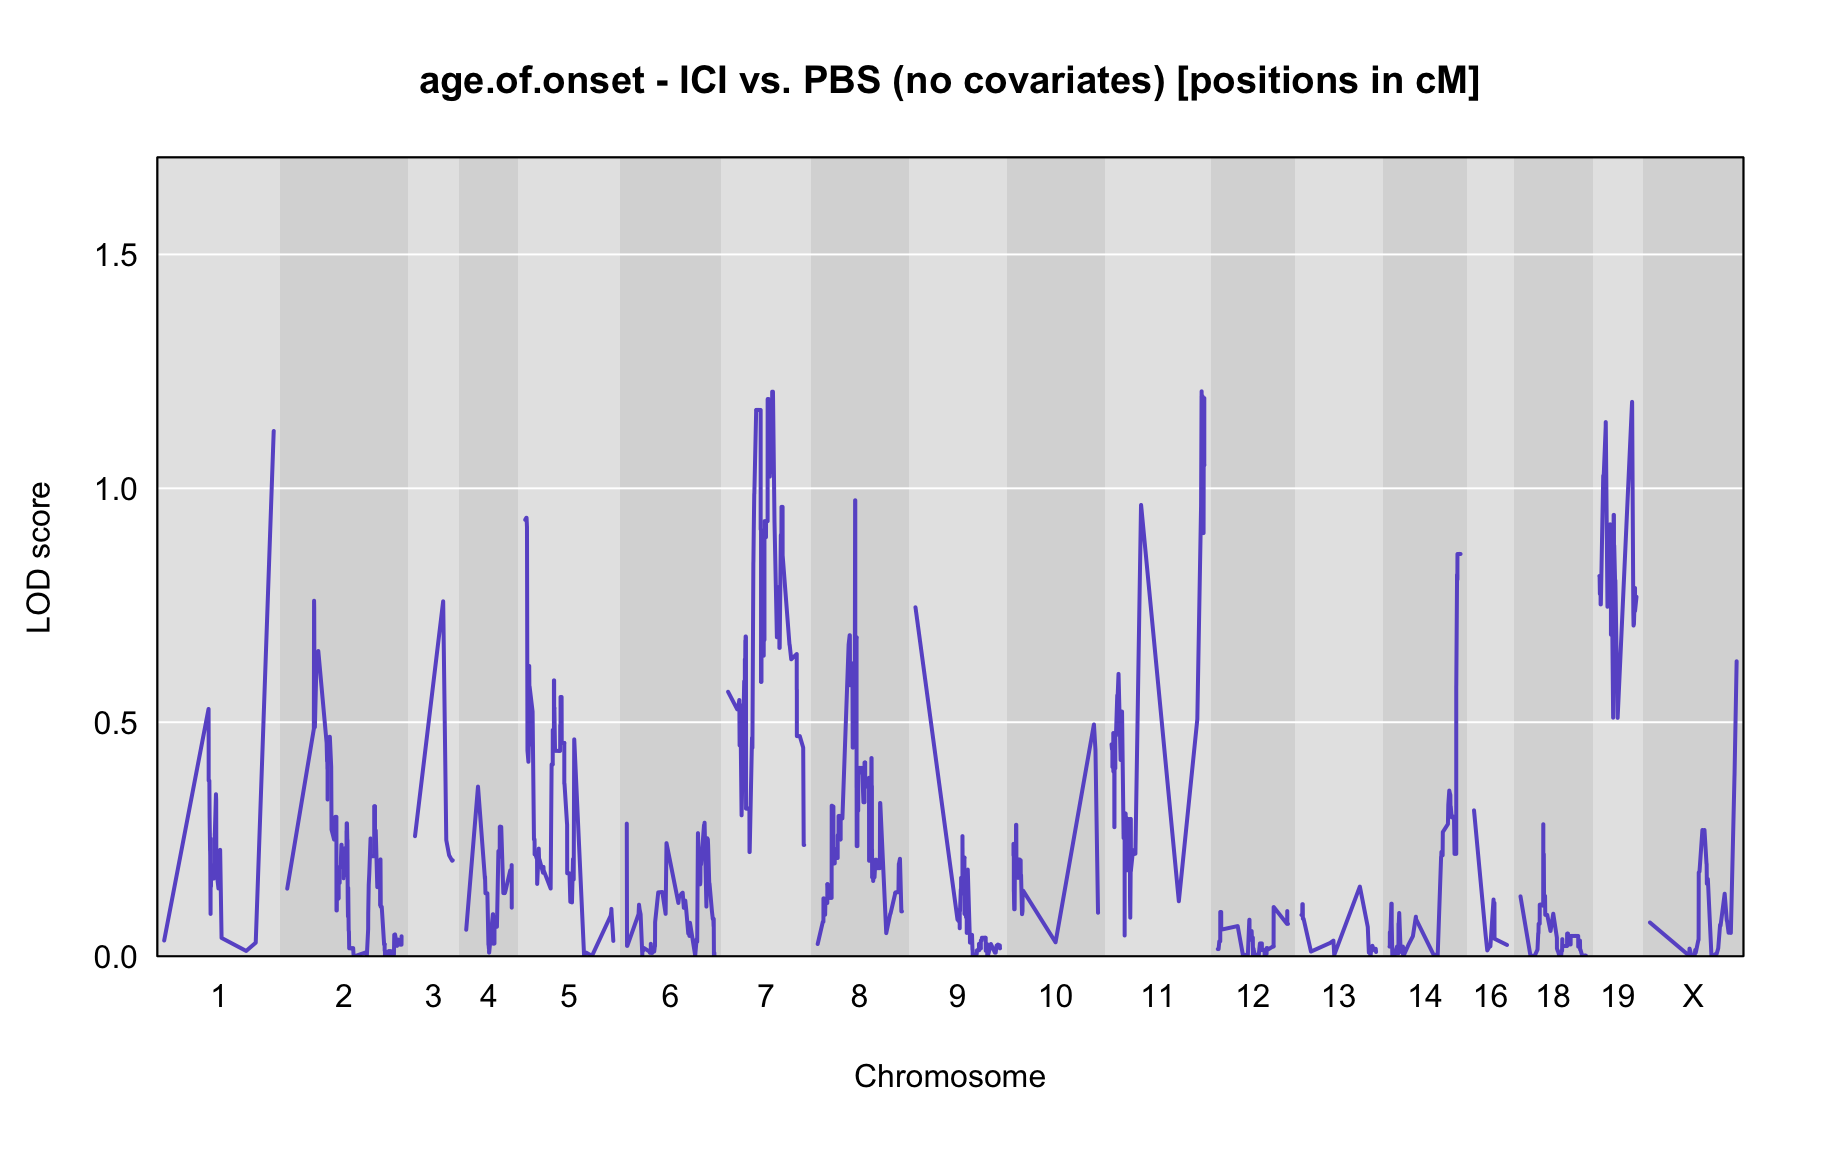 age.of.onset - ICI vs. PBS (no covariates) [positions in cM]
1.5
1.0
0.5
0.0
LOD score
1 2 3 4 5 6 7 8 9 10 11 12 13 14 16 18 19 X
Chromosome